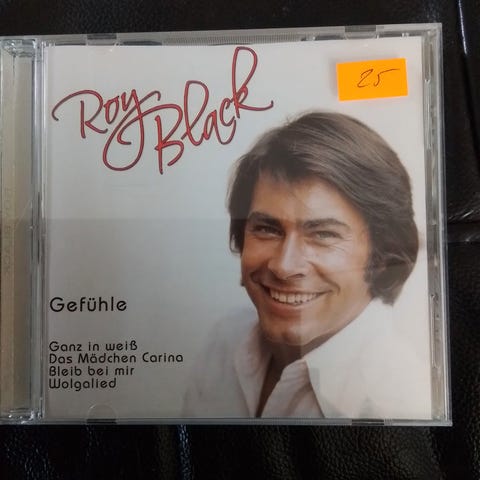 Roy
Black
25
Gefühle
Ganz in weiß
Das Mädchen Carina
Bleib bei mir
Wolgalied